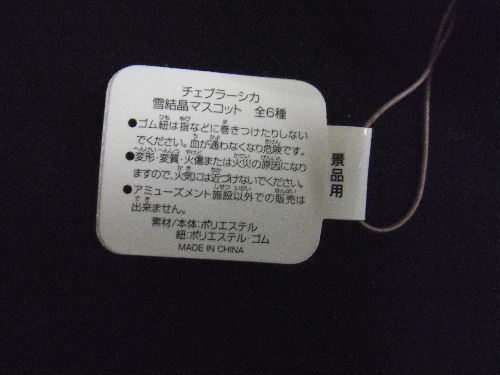 チェブラーシカ
雪結晶マスコット 全6種
●ゴム紐は指などに巻きつけたりしない
でください。血が通わなくなり危険です。
●変形・変質・火傷または火災の原因になり
ますので、火気には近づけないでください。
●アミューズメント施設以外での販売は
出来ません。
素材/本体:ポリエステル
紐:ポリエステル・ゴム
MADE IN CHINA
景品用